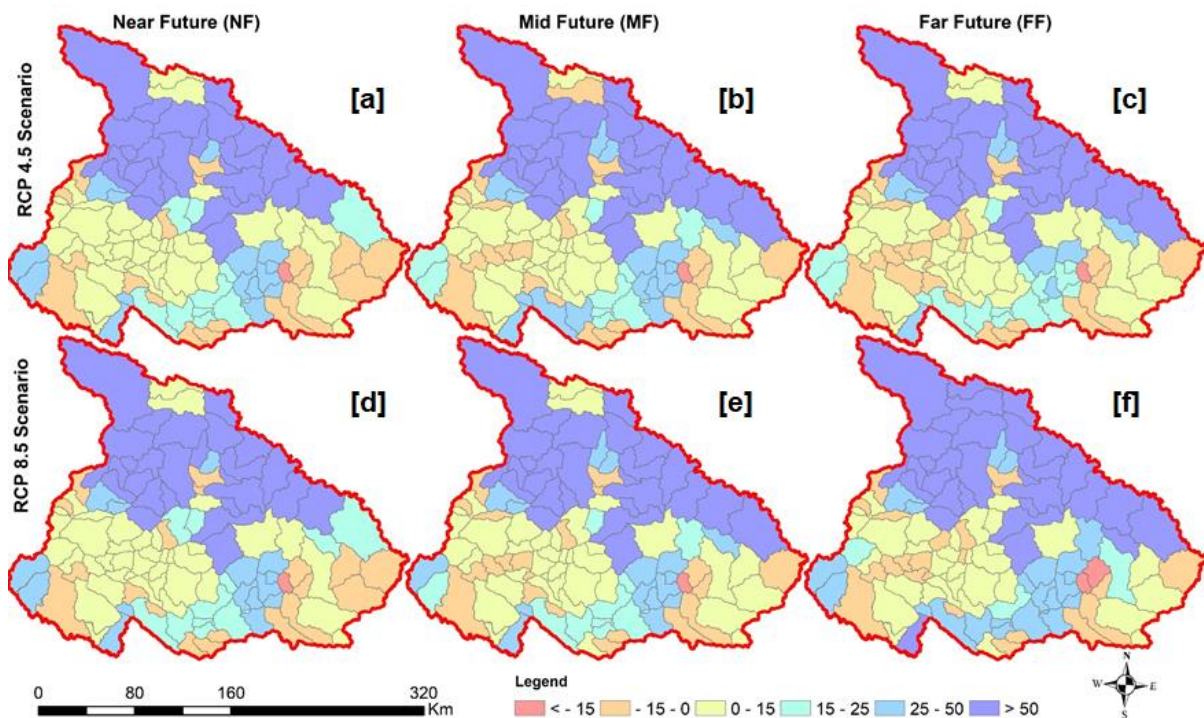 Near Future (NF)
Mid Future (MF)
Far Future (FF)
RCP 4.5 Scenario
[a]
[b]
[c]
RCP 8.5 Scenario
[d]
[e]
[f]
0 80 160 320
Km
Legend
< - 15
- 15 - 0
0 - 15
15 - 25
25 - 50
> 50
N
W
E
S